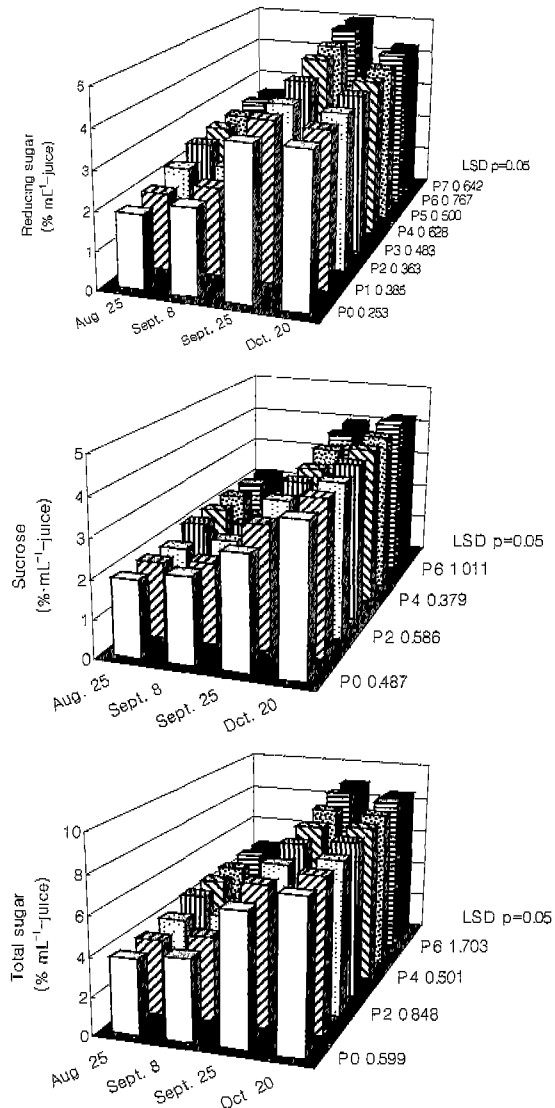 5
4
3
2
1
0
Reducing sugar
(% mL⁻¹–juice)
Aug 25
Sept. 8
Sept. 25
Dct. 20
LSD p=0.05
P7 0 642
P6 0 767
P5 0 500
P4 0 628
P3 0 483
P2 0 363
P1 0 385
P0 0 253
5
4
3
2
1
0
Sucrose
(%·mL⁻¹–juice)
Aug. 25
Sept. 8
Sept. 25
Dct. 20
LSD p=0.05
P6 1 011
P4 0.379
P2 0.586
P0 0.487
10
8
6
4
2
0
Total sugar
(% mL⁻¹–juice)
Aug 25
Sept. 8
Sept. 25
Oct 20
LSD p=0.05
P6 1.703
P4 0.501
P2 0 848
P0 0.599